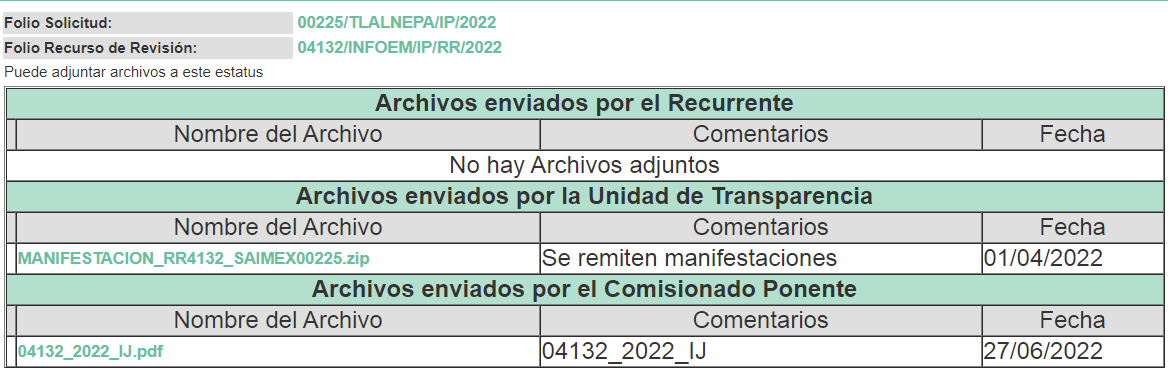 Folio Solicitud: 00225/TLALNEPA/IP/2022
Folio Recurso de Revisión: 04132/INFOEM/IP/RR/2022
Puede adjuntar archivos a este estatus
Archivos enviados por el Recurrente
Nombre del Archivo Comentarios Fecha
No hay Archivos adjuntos
Archivos enviados por la Unidad de Transparencia
Nombre del Archivo Comentarios Fecha
MANIFESTACION_RR4132_SAIMEX00225.zip Se remiten manifestaciones 01/04/2022
Archivos enviados por el Comisionado Ponente
Nombre del Archivo Comentarios Fecha
04132_2022_IJ.pdf 04132_2022_IJ 27/06/2022